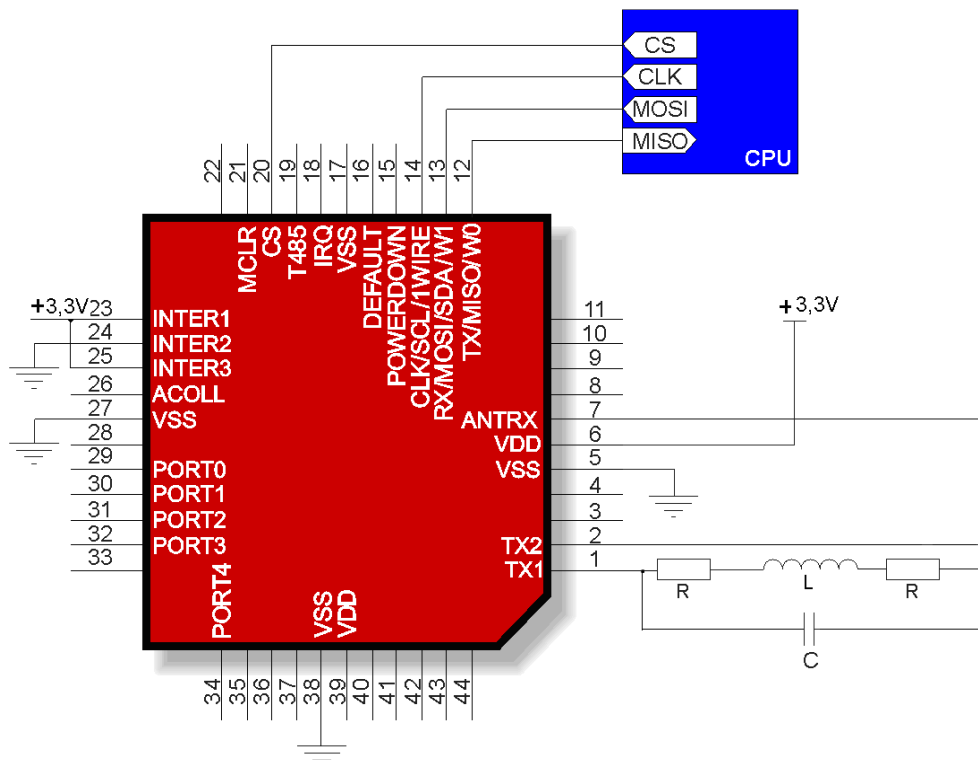 CS
CLK
MOSI
MISO
CPU
22
21
20
19
18
17
16
15
14
13
12
MCLR
CS
T485
IRQ
VSS
DEFAULT
POWERDOWN
CLK/SCL/1WIRE
RX/MOSI/SDA/W1
TX/MISO/W0
+3,3V
23
INTER1
24
INTER2
25
INTER3
26
ACOLL
27
VSS
28
29
PORT0
30
PORT1
31
PORT2
32
PORT3
33
11
10
9
8
ANTRX
7
VDD
6
VSS
5
4
3
TX2
2
TX1
1
+3,3V
R
L
R
C
PORT4
VSS
VDD
34
35
36
37
38
39
40
41
42
43
44